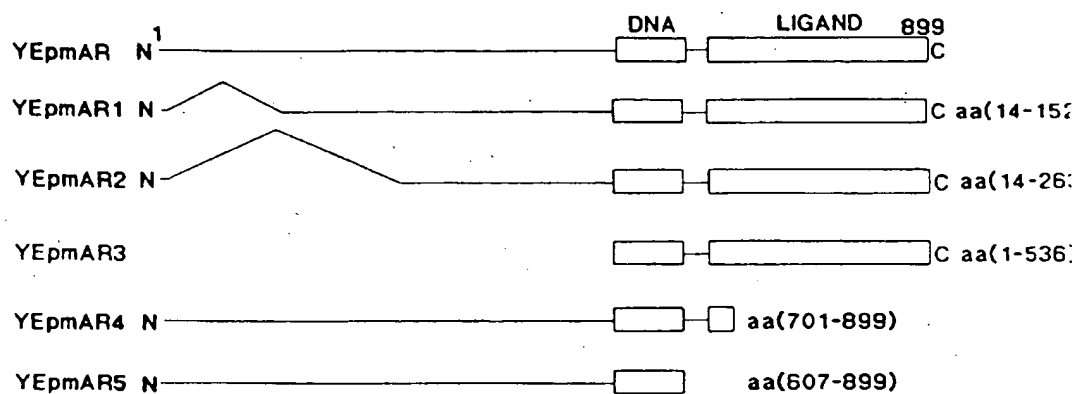 DNA LIGAND
YEpmAR N 1 899 C
YEpmAR1 N C aa(14-152
YEpmAR2 N C aa(14-263
YEpmAR3 C aa(1-536)
YEpmAR4 N aa(701-899)
YEpmAR5 N aa(607-899)